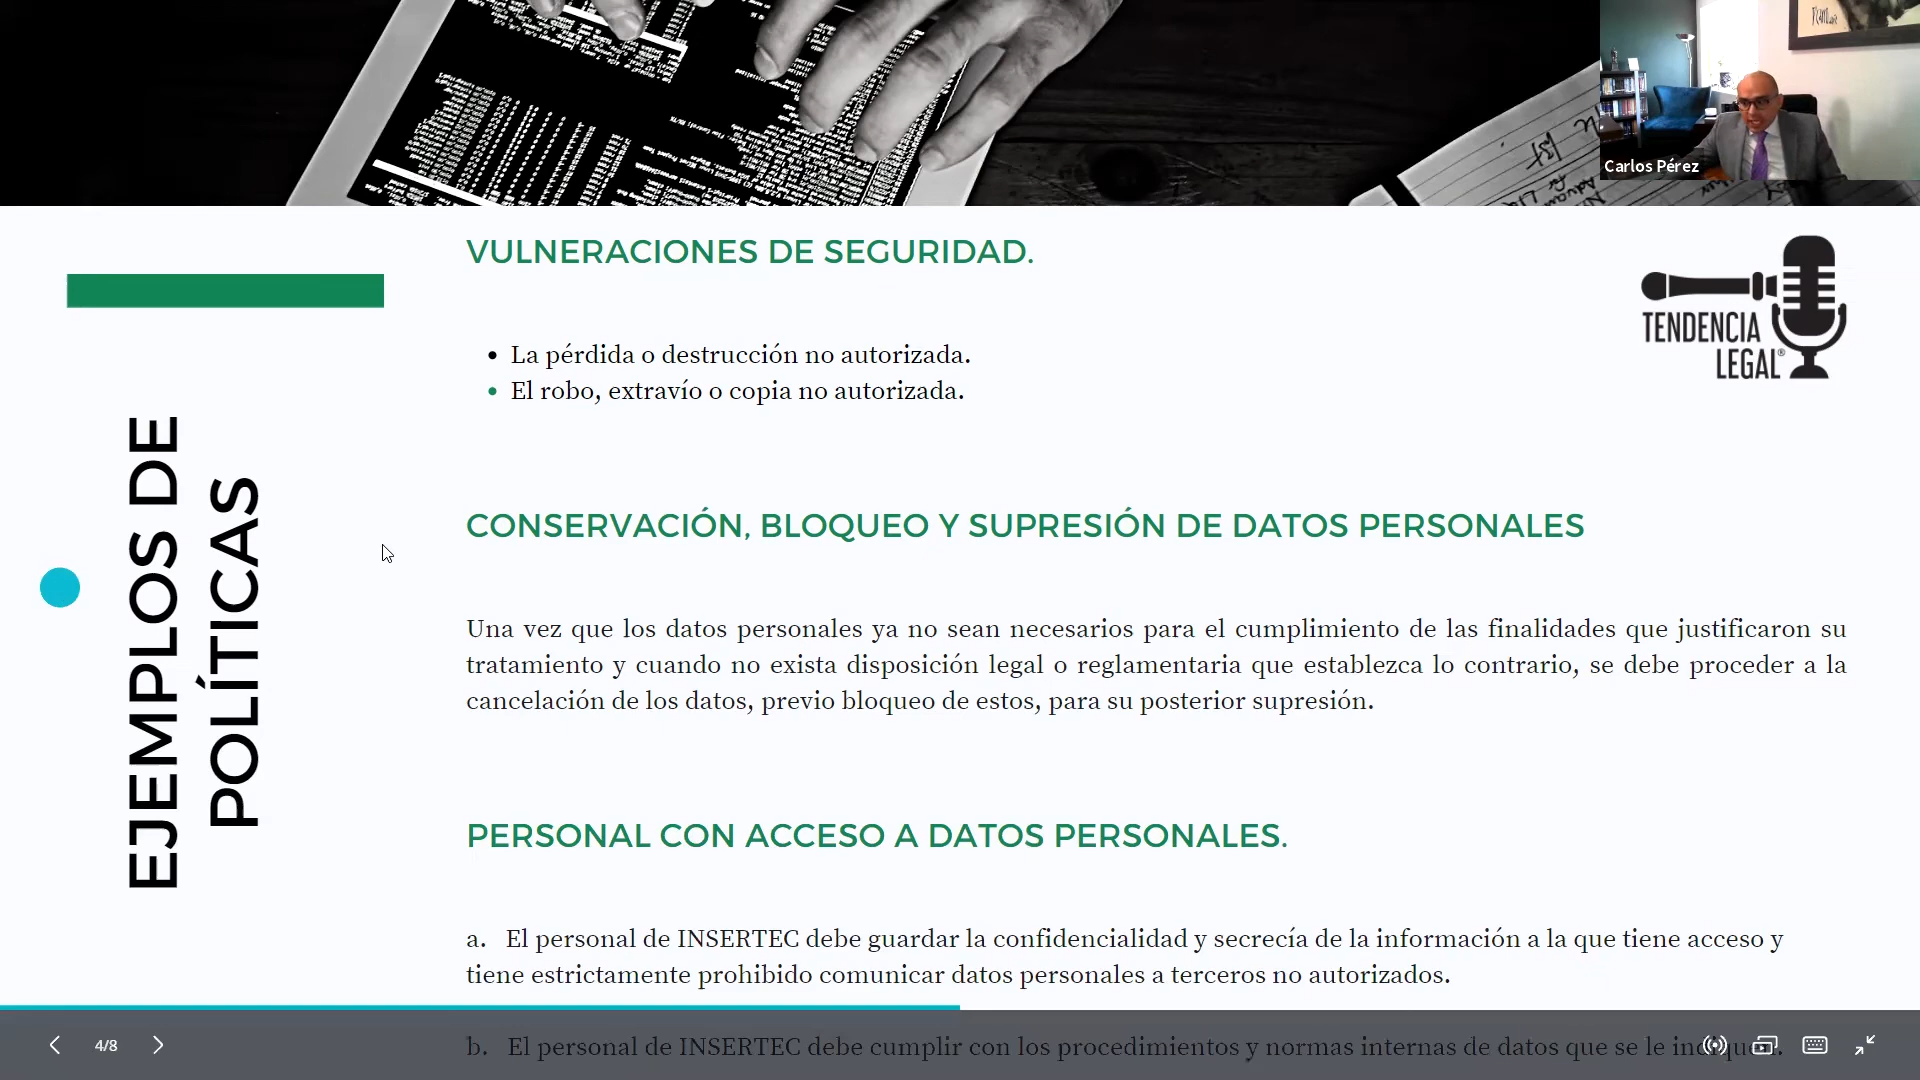 Carlos Pérez
VULNERACIONES DE SEGURIDAD.
TENDENCIA
LEGAL®
• La pérdida o destrucción no autorizada.
• El robo, extravío o copia no autorizada.
EJEMPLOS DE
POLÍTICAS
CONSERVACIÓN, BLOQUEO Y SUPRESIÓN DE DATOS PERSONALES
Una vez que los datos personales ya no sean necesarios para el cumplimiento de las finalidades que justificaron su
tratamiento y cuando no exista disposición legal o reglamentaria que establezca lo contrario, se debe proceder a la
cancelación de los datos, previo bloqueo de estos, para su posterior supresión.
PERSONAL CON ACCESO A DATOS PERSONALES.
a. El personal de INSERTEC debe guardar la confidencialidad y secrecía de la información a la que tiene acceso y
tiene estrictamente prohibido comunicar datos personales a terceros no autorizados.
4/8
b. El personal de INSERTEC debe cumplir con los procedimientos y normas internas de datos que se le indiquen.